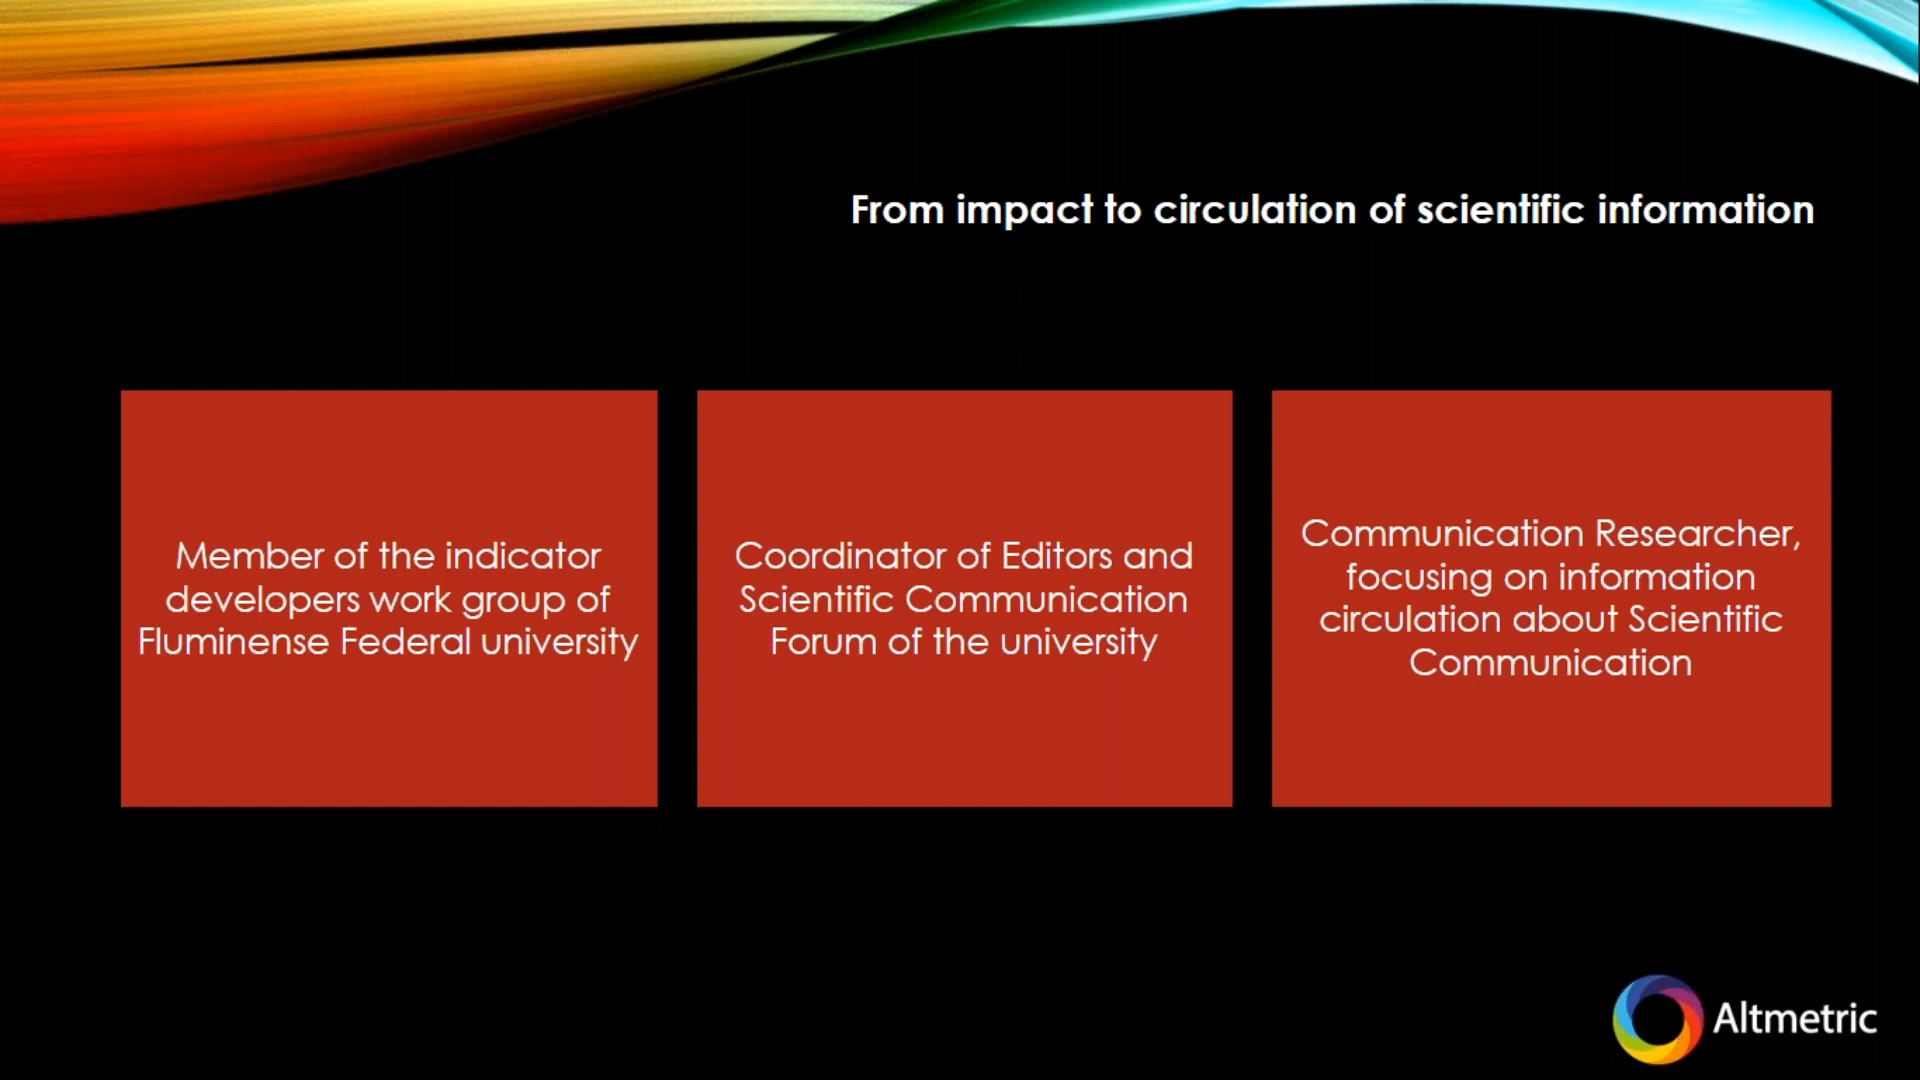 From impact to circulation of scientific information
Member of the indicator
developers work group of
Fluminense Federal university
Coordinator of Editors and
Scientific Communication
Forum of the university
Communication Researcher,
focusing on information
circulation about Scientific
Communication
Altmetric